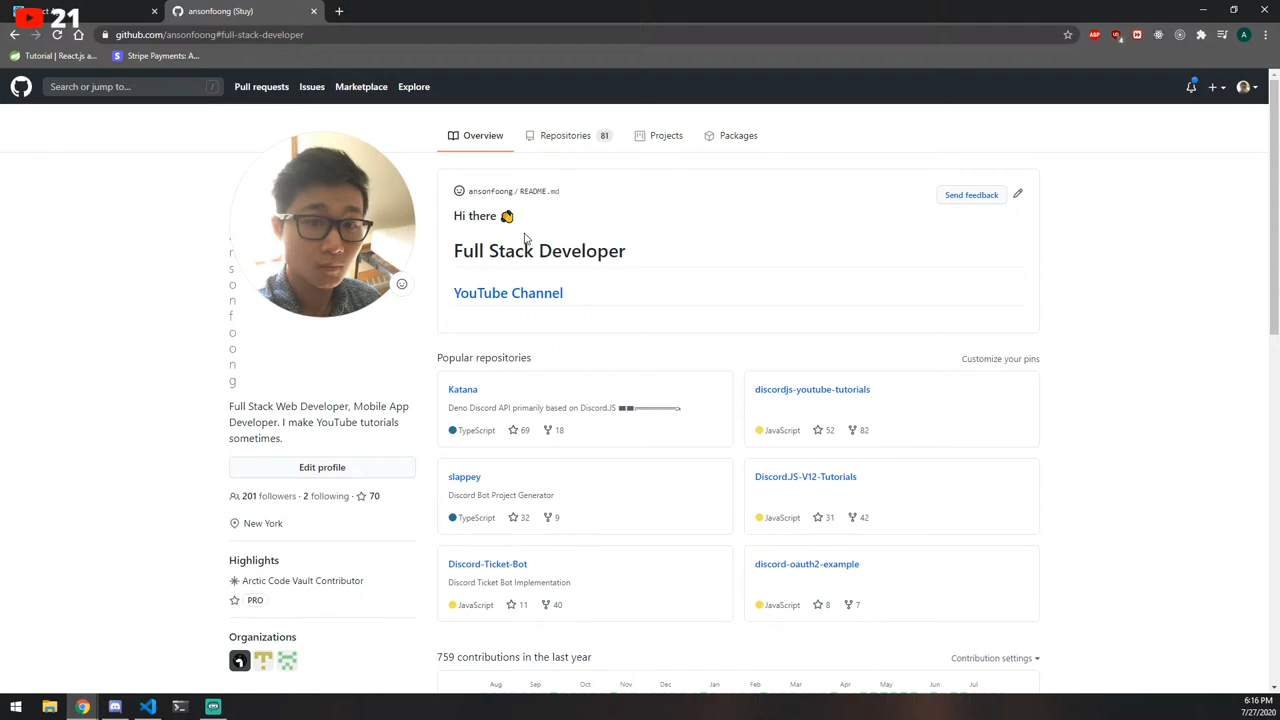 21
ansonfoong (Stuy)
github.com/ansonfoong#full-stack-developer
Tutorial | React.js a...
Stripe Payments: A...
Search or jump to...
/
Pull requests
Issues
Marketplace
Explore
Overview
Repositories 81
Projects
Packages
ansonfoong / README.md
Send feedback
Hi there 👋
Full Stack Developer
YouTube Channel
s
o
n
f
o
o
n
g
Full Stack Web Developer, Mobile App
Developer. I make YouTube tutorials
sometimes.
Edit profile
201 followers · 2 following · 70
New York
Highlights
Arctic Code Vault Contributor
PRO
Organizations
Popular repositories
Customize your pins
Katana
Deno Discord API primarily based on Discord.JS
TypeScript 69 18
discordjs-youtube-tutorials
JavaScript 52 82
slappey
Discord Bot Project Generator
TypeScript 32 9
Discord.JS-V12-Tutorials
JavaScript 31 42
Discord-Ticket-Bot
Discord Ticket Bot Implementation
JavaScript 11 40
discord-oauth2-example
JavaScript 8 7
759 contributions in the last year
Contribution settings
Aug Sep Oct Nov Dec Jan Feb Mar Apr May Jun Jul
6:16 PM
7/27/2020